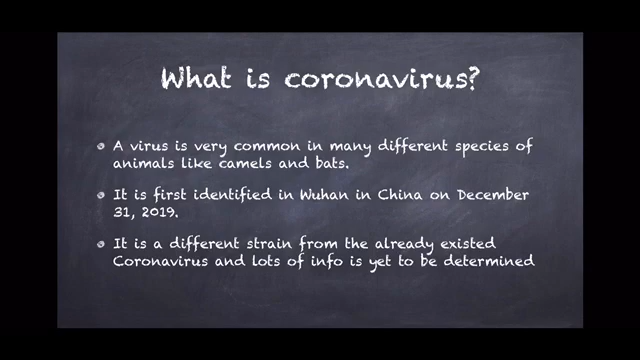 What is coronavirus?
A virus is very common in many different species of
animals like camels and bats.
It is first identified in Wuhan in China on December
31, 2019.
It is a different strain from the already existed
Coronavirus and lots of info is yet to be determined